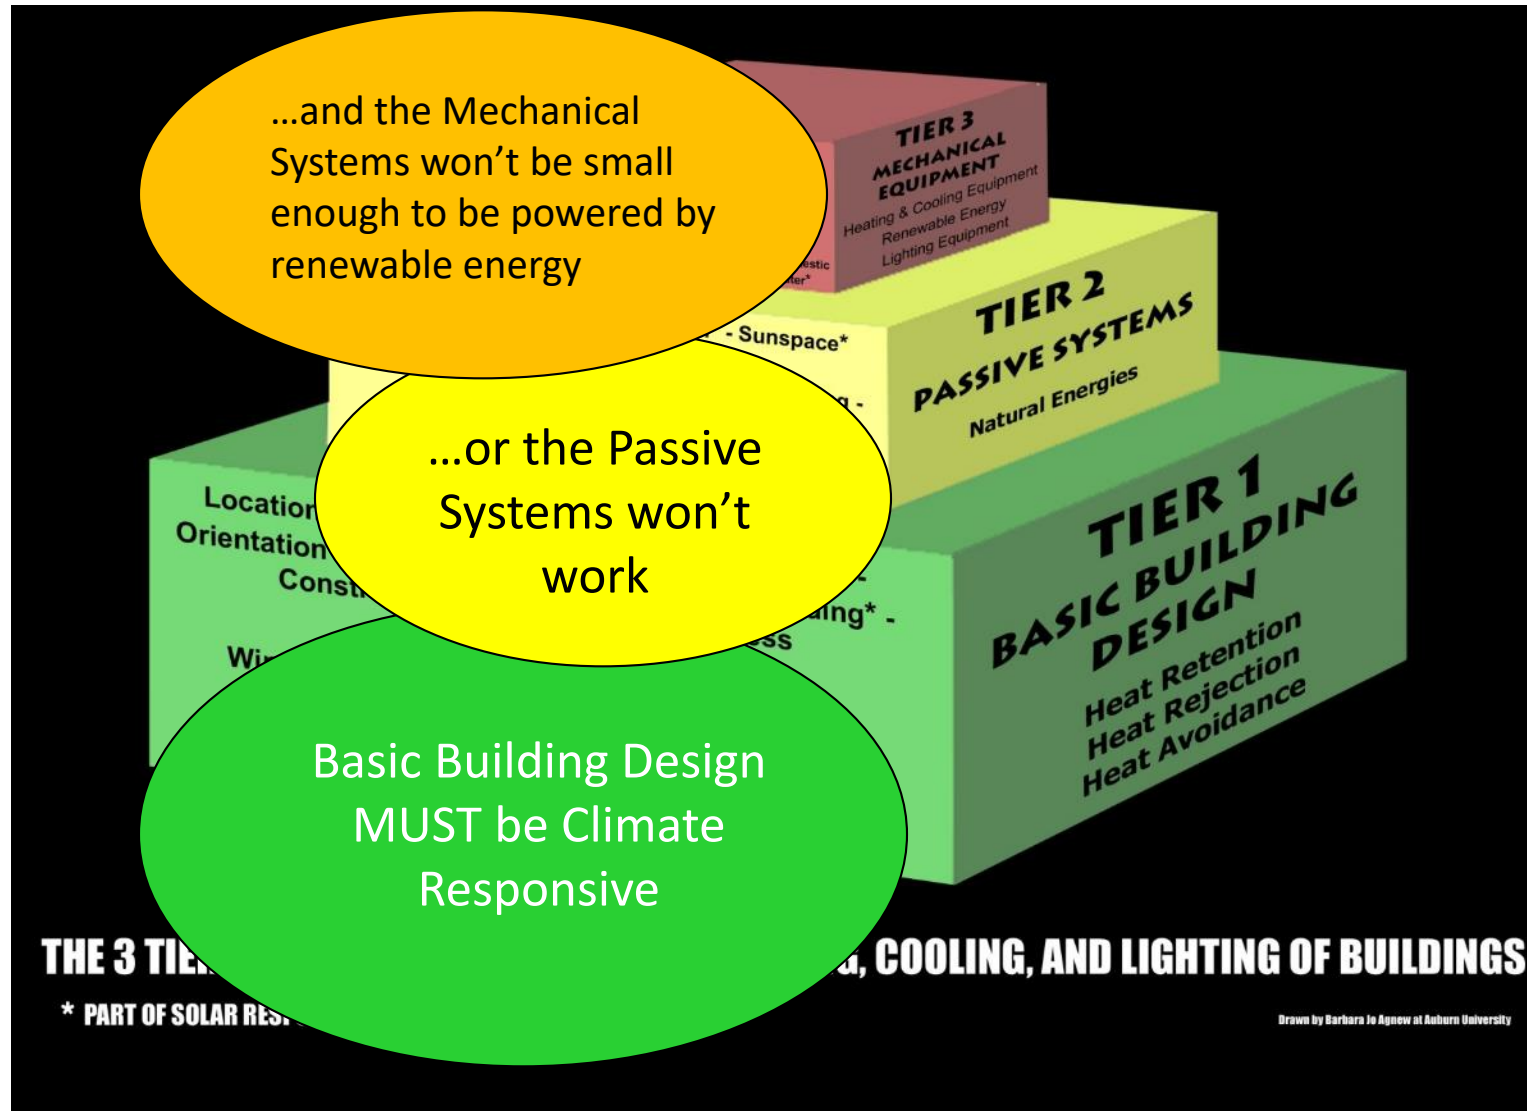 ...and the Mechanical
Systems won't be small
enough to be powered by
renewable energy
TIER 3
MECHANICAL
EQUIPMENT
Heating & Cooling Equipment
Renewable Energy
Lighting Equipment
- Sunspace*
TIER 2
PASSIVE SYSTEMS
Natural Energies
...or the Passive
Systems won't
work
Location
Orientation
TIER 1
BASIC BUILDING
DESIGN
Heat Retention
Heat Rejection
Heat Avoidance
Basic Building Design
MUST be Climate
Responsive
THE 3 , COOLING, AND LIGHTING OF BUILDINGS
* PART OF SOLAR
Drawn by Barbara Jo Agnew at Auburn University